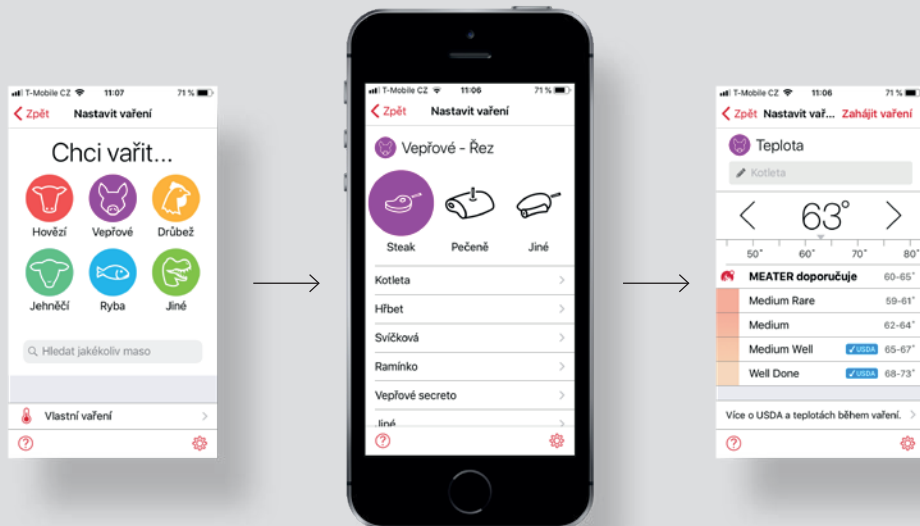 T-Mobile CZ 11:07 71 %
Zpět Nastavit vaření
Chci vařit...
Hovězí Vepřové Drůbež
Jehněčí Ryba Jiné
Hledat jakékoliv maso
Vlastní vaření
T-Mobile CZ 11:06 71 %
Zpět Nastavit vaření
Vepřové - Řez
Steak Pečeně Jiné
Kotleta
Hřbet
Svíčková
Ramínko
Vepřové secreto
Jiné
T-Mobile CZ 11:06 71 %
Zpět Nastavit vař... Zahájit vaření
Teplota
Kotleta
63°
50° 60° 70° 80°
MEATER doporučuje 60-65°
Medium Rare 59-61°
Medium 62-64°
Medium Well ✓USDA 65-67°
Well Done ✓USDA 68-73°
Více o USDA a teplotách během vaření.